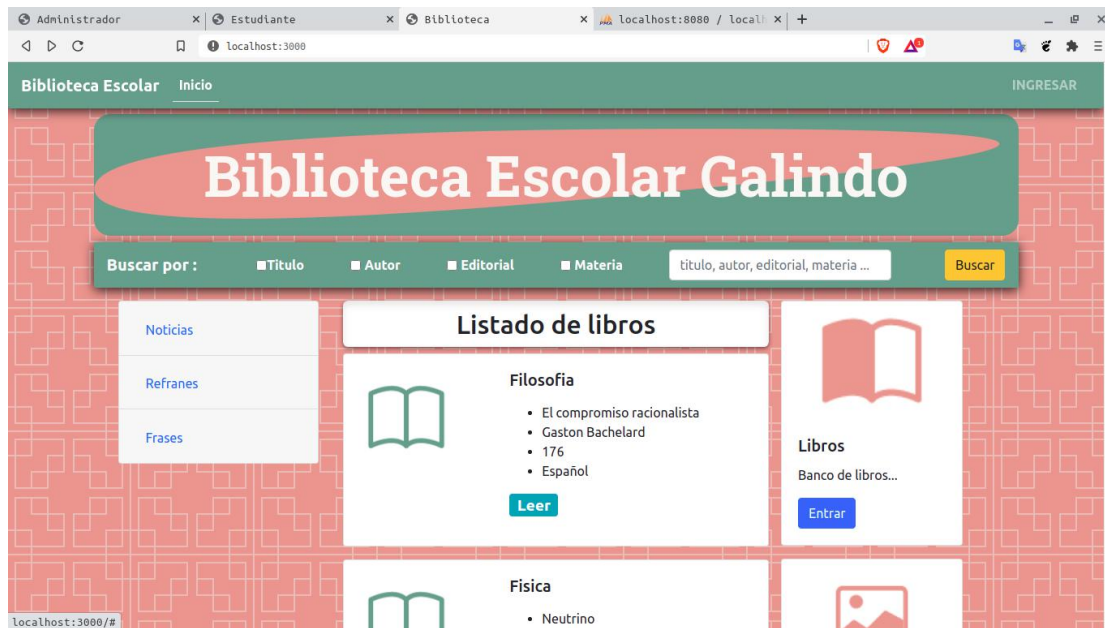 Administrador
Estudiante
Biblioteca
localhost:8080 / localh
localhost:3000
Biblioteca Escolar Inicio INGRESAR
Biblioteca Escolar Galindo
Buscar por : Titulo Autor Editorial Materia titulo, autor, editorial, materia ... Buscar
Noticias
Refranes
Frases
Listado de libros
Filosofia
El compromiso racionalista
Gaston Bachelard
176
Español
Leer
Fisica
Neutrino
Libros
Banco de libros...
Entrar
localhost:3000/#